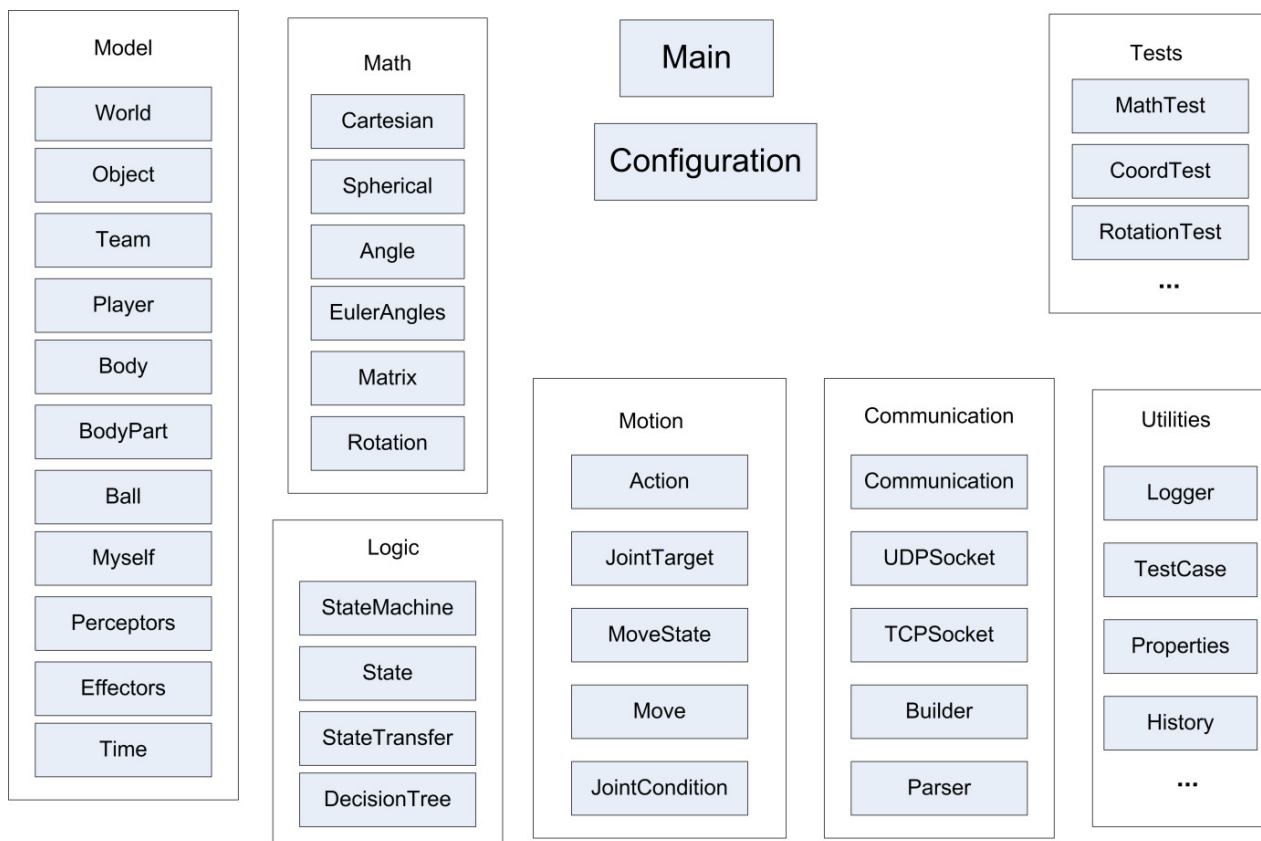 Model
World
Object
Team
Player
Body
BodyPart
Ball
Myself
Perceptors
Effectors
Time
Math
Cartesian
Spherical
Angle
EulerAngles
Matrix
Rotation
Logic
StateMachine
State
StateTransfer
DecisionTree
Main
Configuration
Motion
Action
JointTarget
MoveState
Move
JointCondition
Communication
Communication
UDPSocket
TCPSocket
Builder
Parser
Tests
MathTest
CoordTest
RotationTest
...
Utilities
Logger
TestCase
Properties
History
...